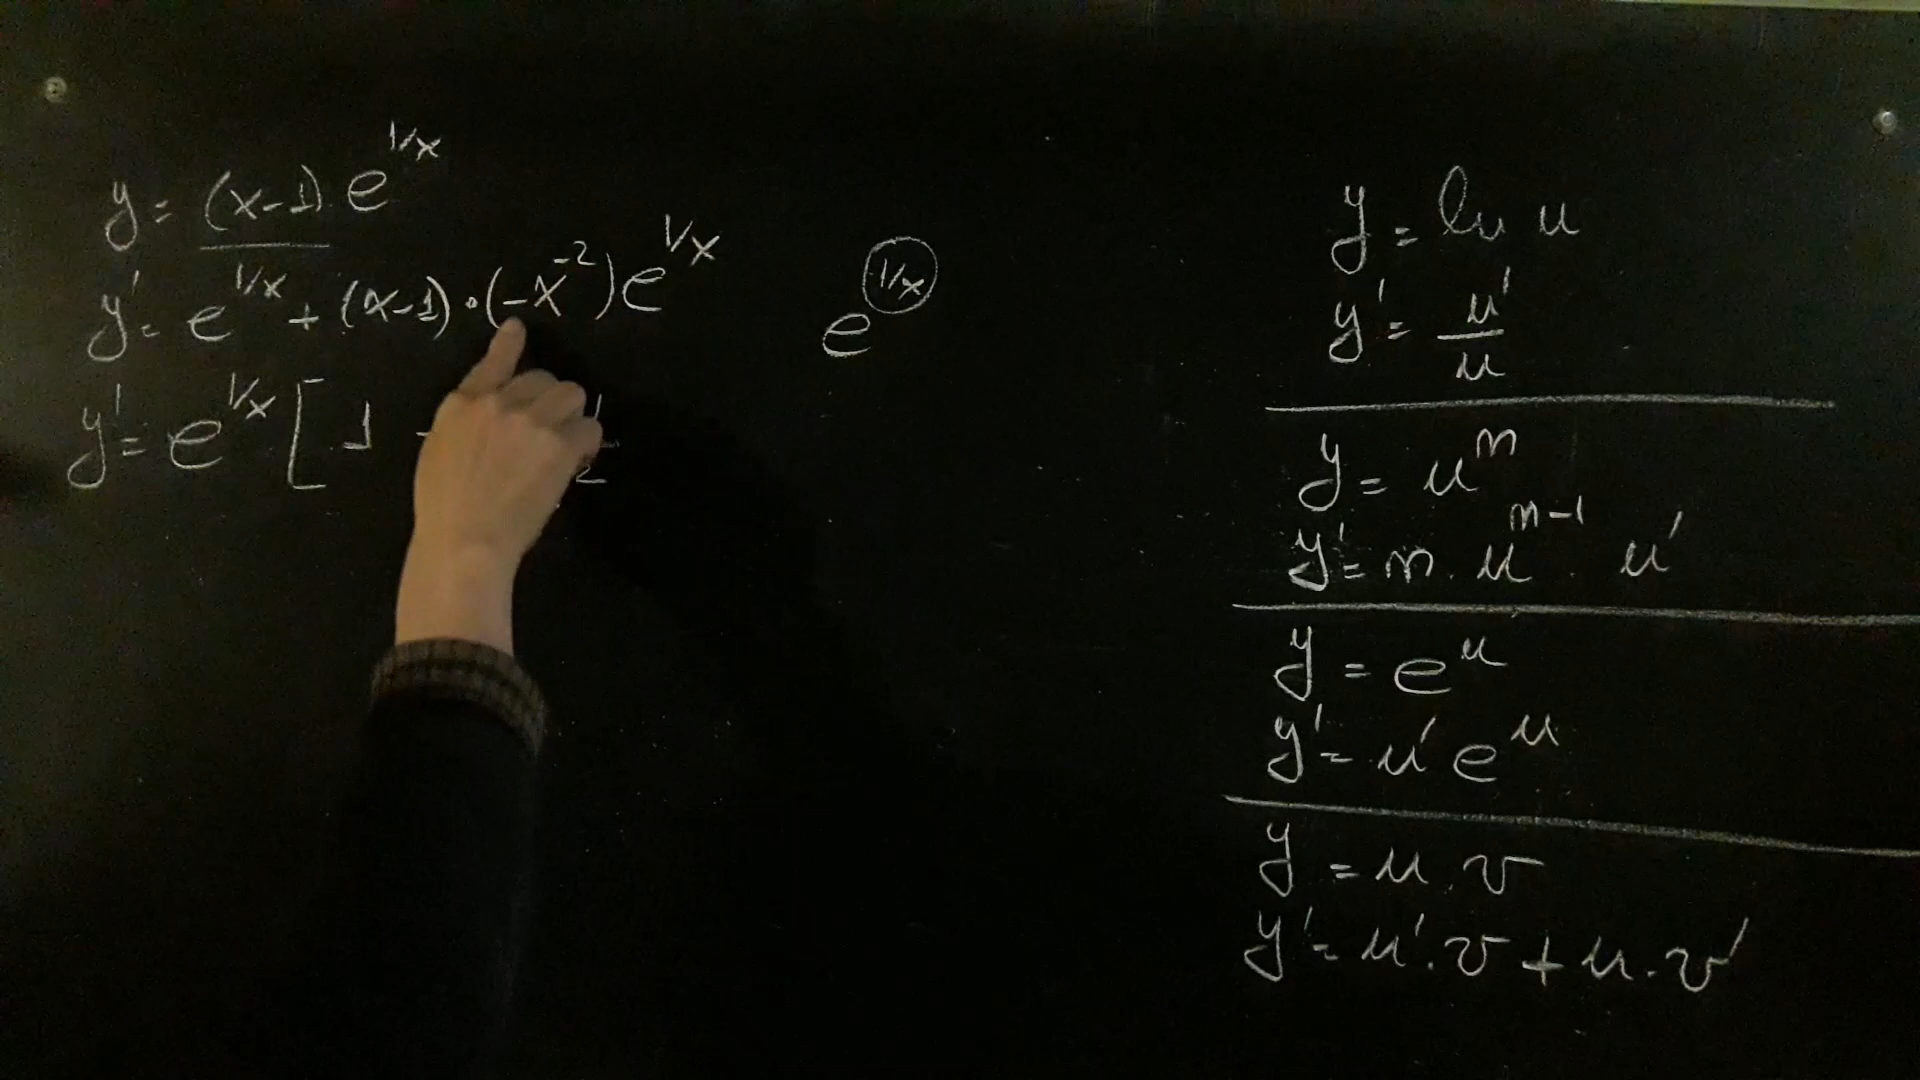 y = (x-1) e^{1/x}
y' = e^{1/x} + (x-1) · (-x^{-2}) e^{1/x}
y' = e^{1/x} [ 1 -
e^{1/x}
y = ln u
y' = u'/u
y = u^n
y' = n · u^{n-1} · u'
y = e^u
y' = u' e^u
y = u · v
y' = u' · v + u · v'